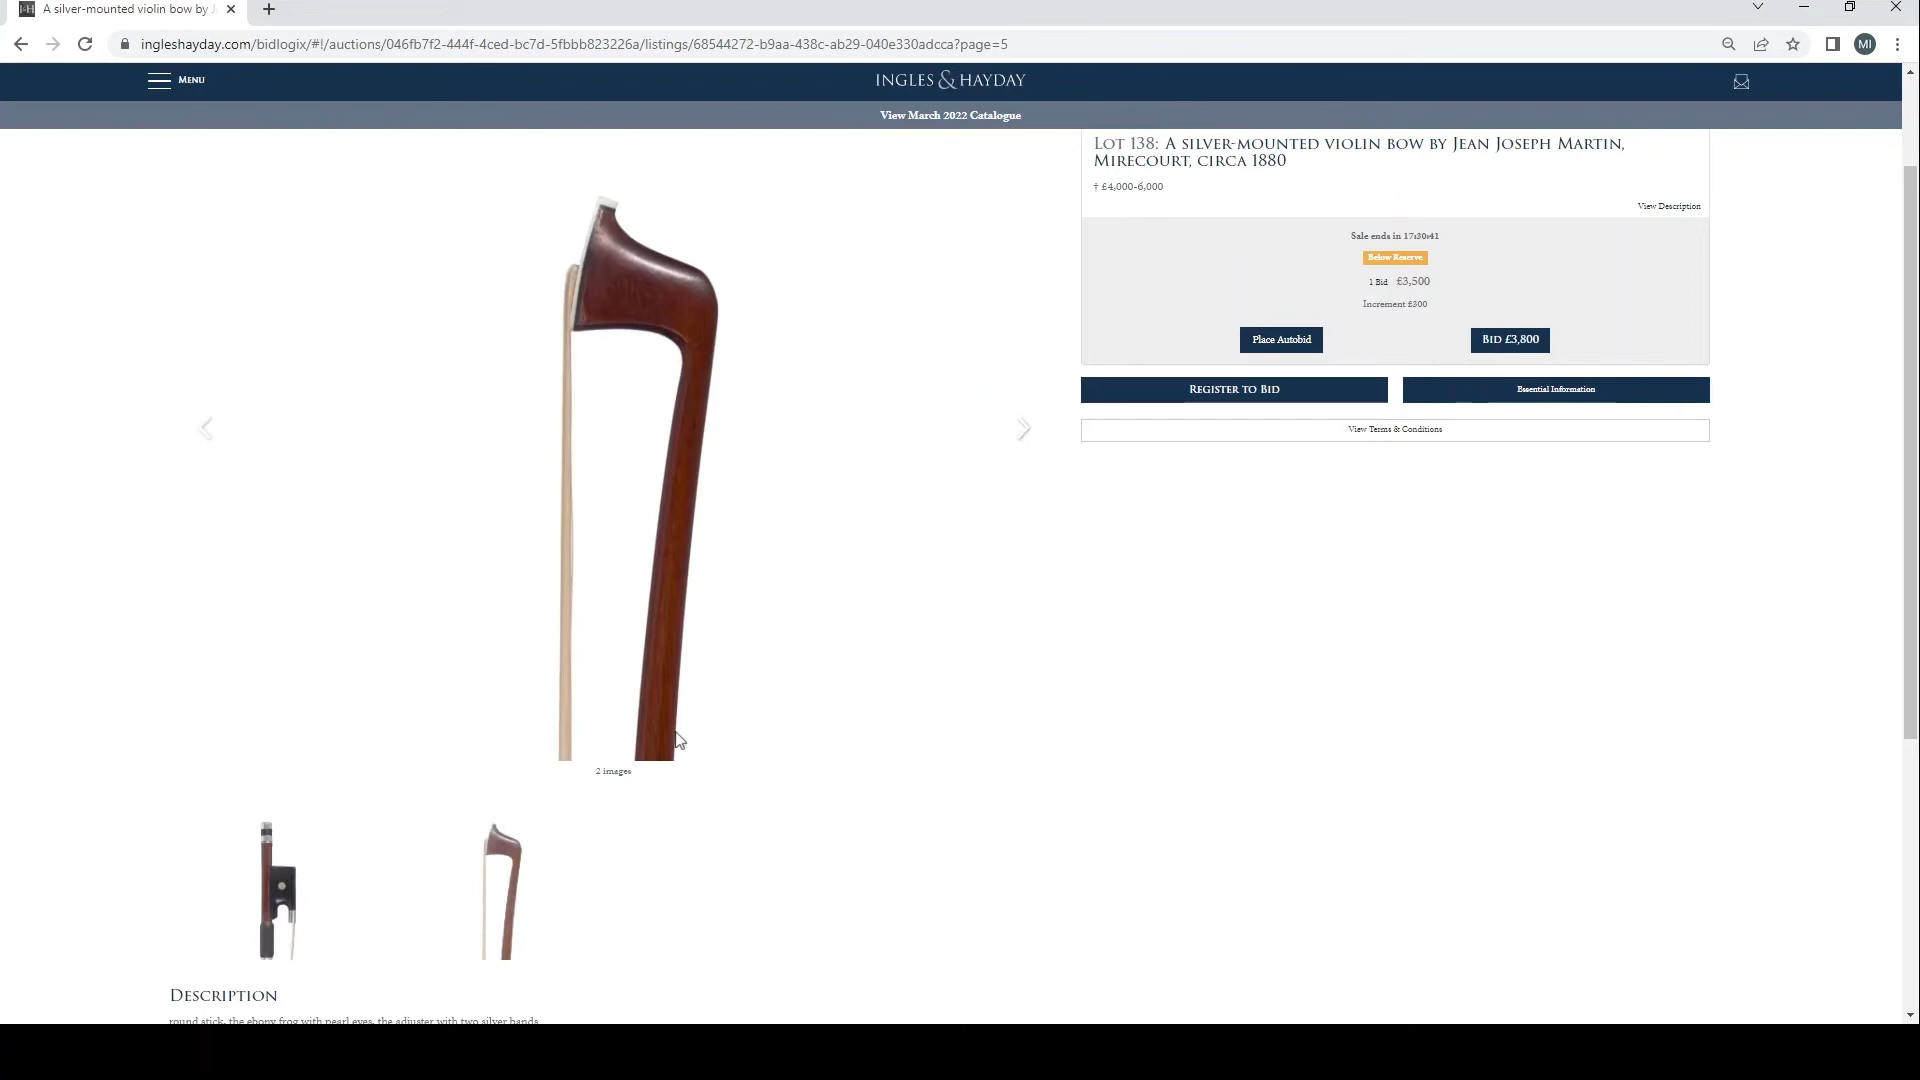 A silver-mounted violin bow by J
ingleshayday.com/bidlogix/#!/auctions/046fb7f2-444f-4ced-bc7d-5fbbb823226a/listings/68544272-b9aa-438c-ab29-040e330adcca?page=5
MI
MENU
INGLES & HAYDAY
View March 2022 Catalogue
LOT 138: A SILVER-MOUNTED VIOLIN BOW BY JEAN JOSEPH MARTIN,
MIRECOURT, CIRCA 1880
† £4,000-6,000
View Description
Sale ends in 17:30:41
Below Reserve
1 Bid £3,500
Increment £300
Place Autobid
BID £3,800
REGISTER TO BID
Essential Information
View Terms & Conditions
2 images
DESCRIPTION
round stick, the ebony frog with pearl eyes, the adjuster with two silver bands